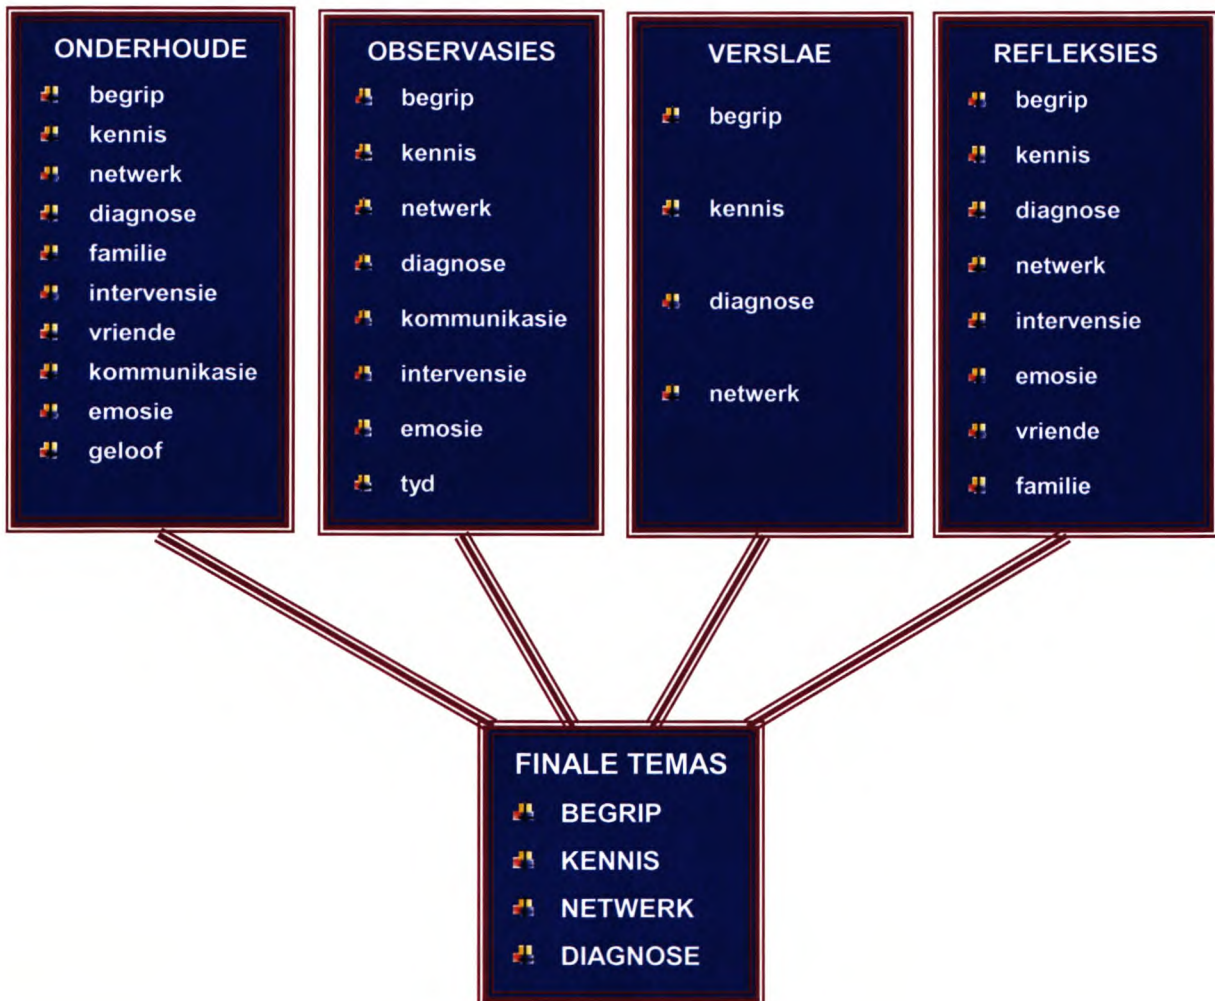 ONDERHOUDE
begrip
kennis
netwerk
diagnose
familie
intervensie
vriende
kommunikasie
emosie
geloof
OBSERVASIES
begrip
kennis
netwerk
diagnose
kommunikasie
intervensie
emosie
tyd
VERSLAE
begrip
kennis
diagnose
netwerk
REFLEKSIES
begrip
kennis
diagnose
netwerk
intervensie
emosie
vriende
familie
FINALE TEMAS
BEGRIP
KENNIS
NETWERK
DIAGNOSE